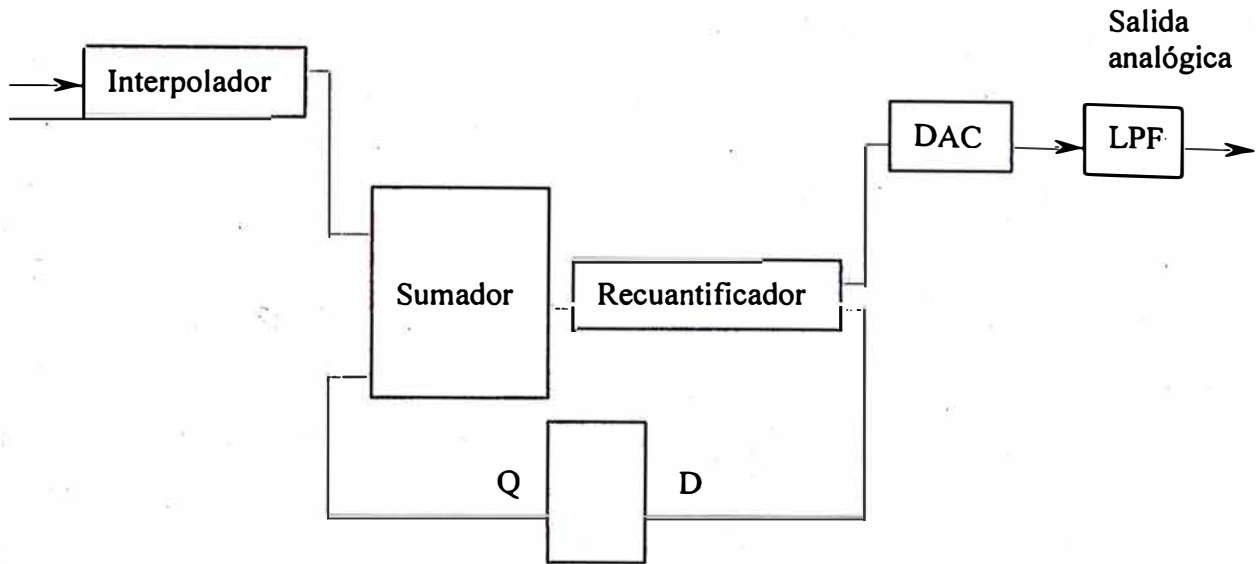 Salida
analógica
Interpolador
DAC
LPF
Sumador
Recuantificador
Q
D